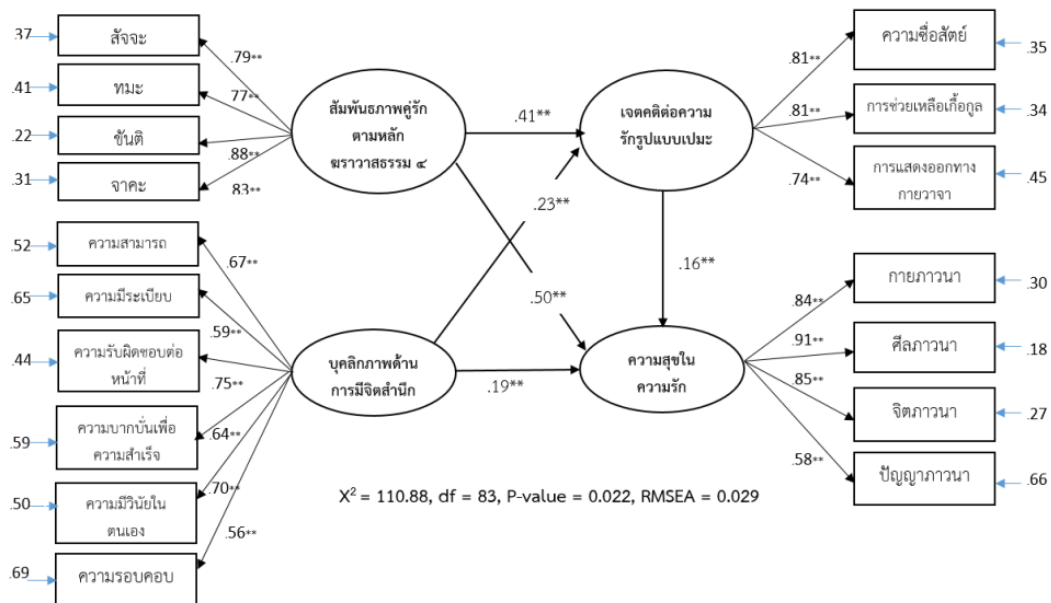 .37
สัจจะ
.79**
.41
ทมะ
.77**
.22
ขันติ
.88**
.31
จาคะ
.83**
สัมพันธภาพคู่รัก
ตามหลัก
ฆราวาสธรรม ๔
.41**
.23**
.50**
.19**
.16**
เจตคติต่อความ
รักรูปแบบเปมะ
.81**
ความซื่อสัตย์
.35
.81**
การช่วยเหลือเกื้อกูล
.34
.74**
การแสดงออกทาง
กายวาจา
.45
.52
ความสามารถ
.67**
.65
ความมีระเบียบ
.59**
.44
ความรับผิดชอบต่อ
หน้าที่
.75**
.59
ความบากบั่นเพื่อ
ความสำเร็จ
.64**
.50
ความมีวินัยใน
ตนเอง
.70**
.69
ความรอบคอบ
.56**
บุคลิกภาพด้าน
การมีจิตสำนึก
ความสุขใน
ความรัก
.84**
กายภาวนา
.30
.91**
ศีลภาวนา
.18
.85**
จิตภาวนา
.27
.58**
ปัญญาภาวนา
.66
X² = 110.88, df = 83, P-value = 0.022, RMSEA = 0.029